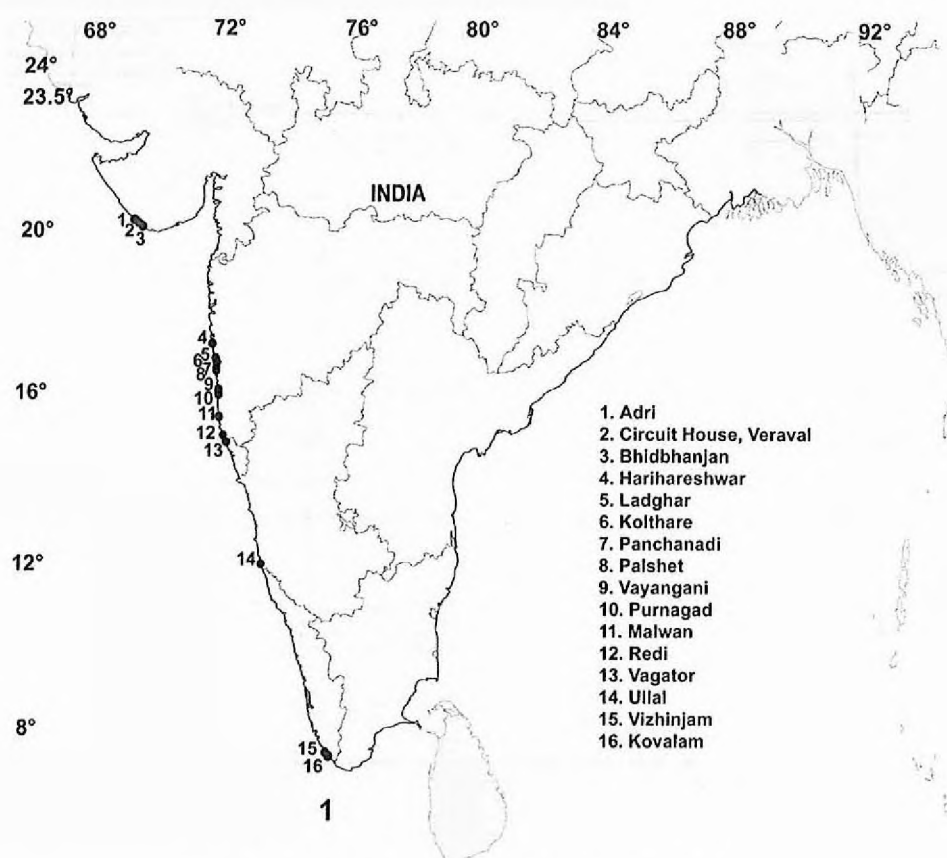 68° 72° 76° 80° 84° 88° 92°
24°
23.5°
INDIA
20°
1
2
3
4
5
6
7
8
16°
9
10
11
12
13
12°
14
8°
15
16
1. Adri
2. Circuit House, Veraval
3. Bhidbhanjan
4. Harihareshwar
5. Ladghar
6. Kolthare
7. Panchanadi
8. Palshet
9. Vayangani
10. Purnagad
11. Malwan
12. Redi
13. Vagator
14. Ullal
15. Vizhinjam
16. Kovalam
1